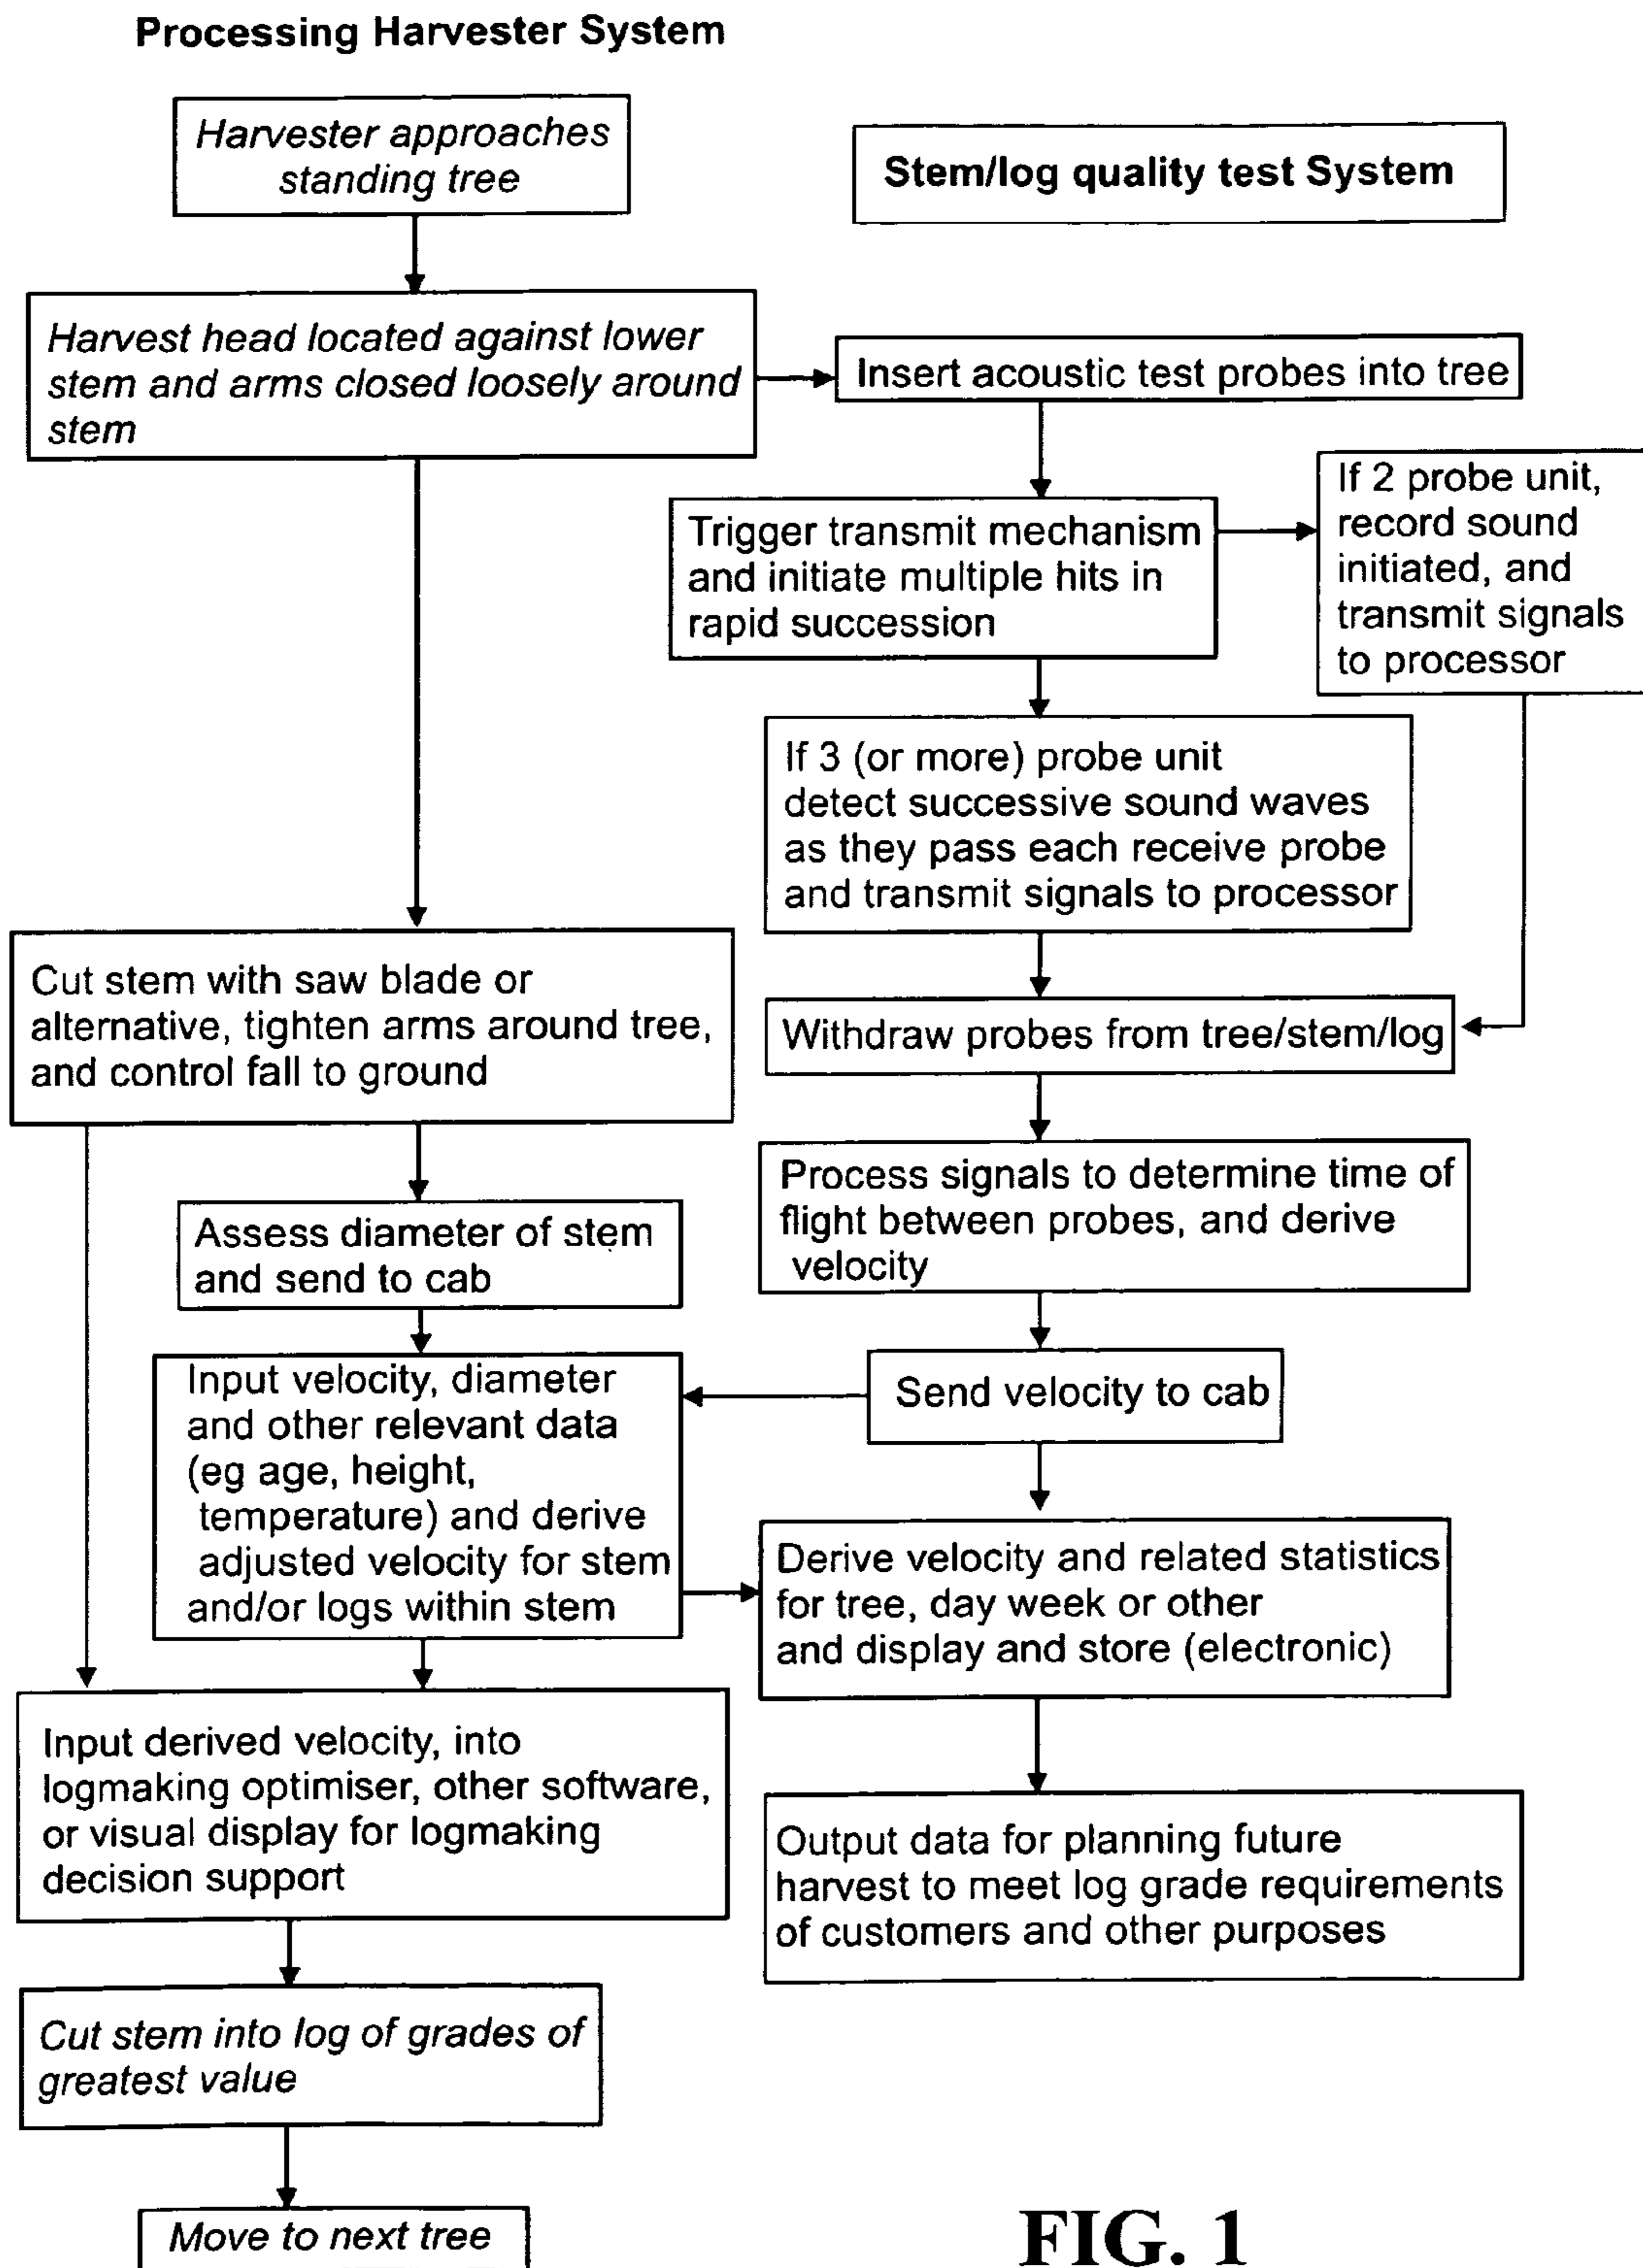 Processing Harvester System
Harvester approaches
standing tree
Stem/log quality test System
Harvest head located against lower
stem and arms closed loosely around
stem
Insert acoustic test probes into tree
Trigger transmit mechanism
and initiate multiple hits in
rapid succession
If 2 probe unit,
record sound
initiated, and
transmit signals
to processor
If 3 (or more) probe unit
detect successive sound waves
as they pass each receive probe
and transmit signals to processor
Cut stem with saw blade or
alternative, tighten arms around tree,
and control fall to ground
Withdraw probes from tree/stem/log
Process signals to determine time of
flight between probes, and derive
velocity
Assess diameter of stem
and send to cab
Send velocity to cab
Input velocity, diameter
and other relevant data
(eg age, height,
temperature) and derive
adjusted velocity for stem
and/or logs within stem
Derive velocity and related statistics
for tree, day week or other
and display and store (electronic)
Input derived velocity, into
logmaking optimiser, other software,
or visual display for logmaking
decision support
Output data for planning future
harvest to meet log grade requirements
of customers and other purposes
Cut stem into log of grades of
greatest value
Move to next tree
FIG. 1